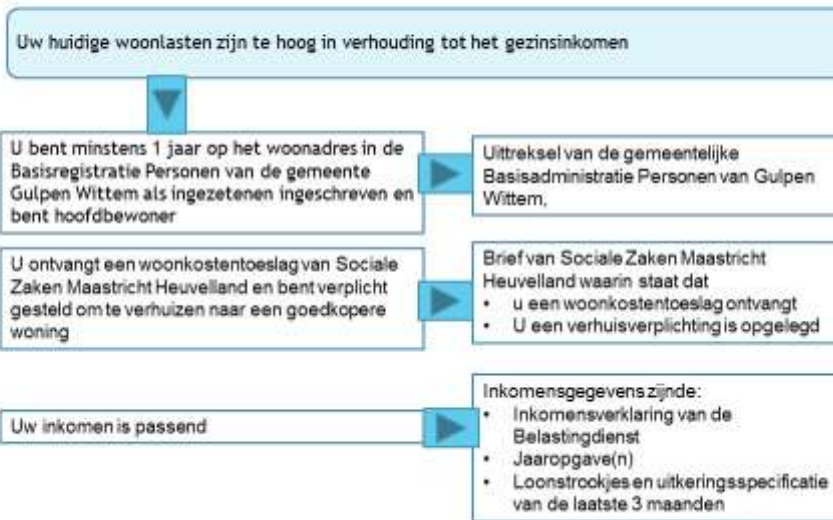 Uw huidige woonlasten zijn te hoog in verhouding tot het gezinsinkomen
U bent minstens 1 jaar op het woonadres in de
Basisregistratie Personen van de gemeente
Gulpen Wittem als ingezetenen ingeschreven en
bent hoofdbewoner
Uittreksel van de gemeentelijke
Basisadministratie Personen van Gulpen
Wittem,
U ontvangt een woonkostentoeslag van Sociale
Zaken Maastricht Heuvelland en bent verplicht
gesteld om te verhuizen naar een goedkopere
woning
Brief van Sociale Zaken Maastricht
Heuvelland waarin staat dat
• u een woonkostentoeslag ontvangt
• U een verhuisverplichting is opgelegd
Uw inkomen is passend
Inkomensgegevens zijnde:
• Inkomensverklaring van de
Belastingdienst
• Jaaropgave(n)
• Loonstrookjes en uitkeringsspecificatie
van de laatste 3 maanden